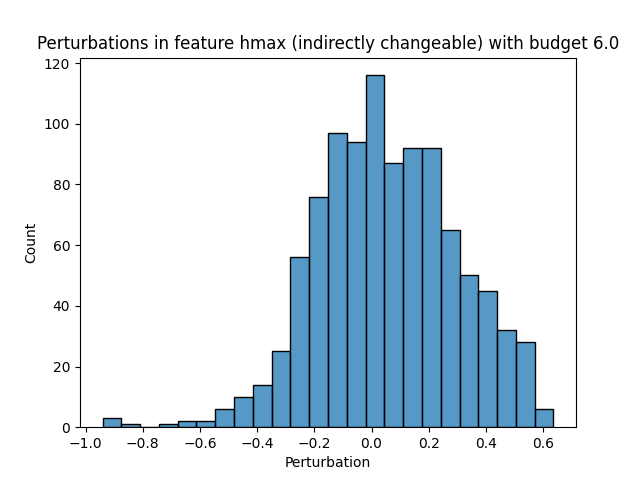 Perturbations in feature hmax (indirectly changeable) with budget 6.0
120
100
80
60
40
20
0
Count
−1.0 −0.8 −0.6 −0.4 −0.2 0.0 0.2 0.4 0.6
Perturbation